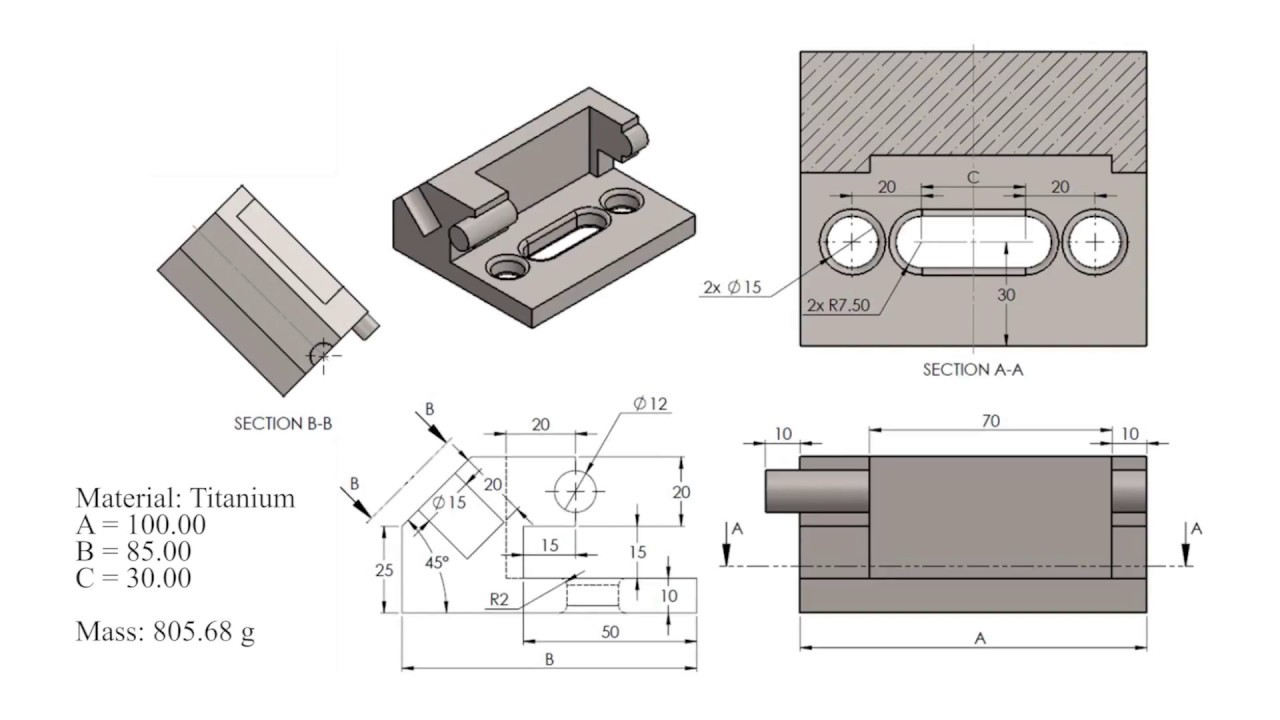 20
C
20
2x Ø 15
2x R7.50
30
SECTION A-A
SECTION B-B
B
B
20
Ø12
Ø15
20
20
15
15
45°
25
R2
10
50
B
10
70
10
A
A
A
Material: Titanium
A = 100.00
B = 85.00
C = 30.00
Mass: 805.68 g